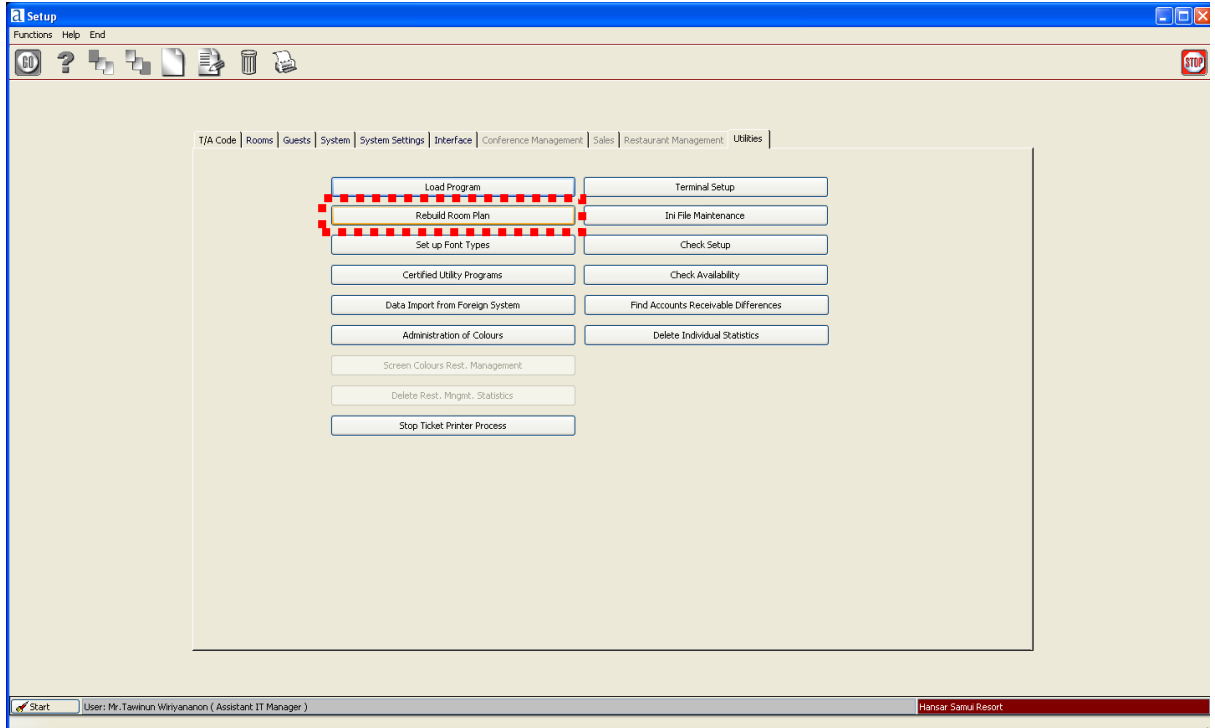 a Setup
Functions Help End
GO ? STOP
T/A Code Rooms Guests System System Settings Interface Conference Management Sales Restaurant Management Utilities
Load Program Terminal Setup
Rebuild Room Plan Ini File Maintenance
Set up Font Types Check Setup
Certified Utility Programs Check Availability
Data Import from Foreign System Find Accounts Receivable Differences
Administration of Colours Delete Individual Statistics
Screen Colours Rest. Management
Delete Rest. Mngmt. Statistics
Stop Ticket Printer Process
Start User: Mr.Tawinun Wiriyananon ( Assistant IT Manager ) Hansar Samui Resort